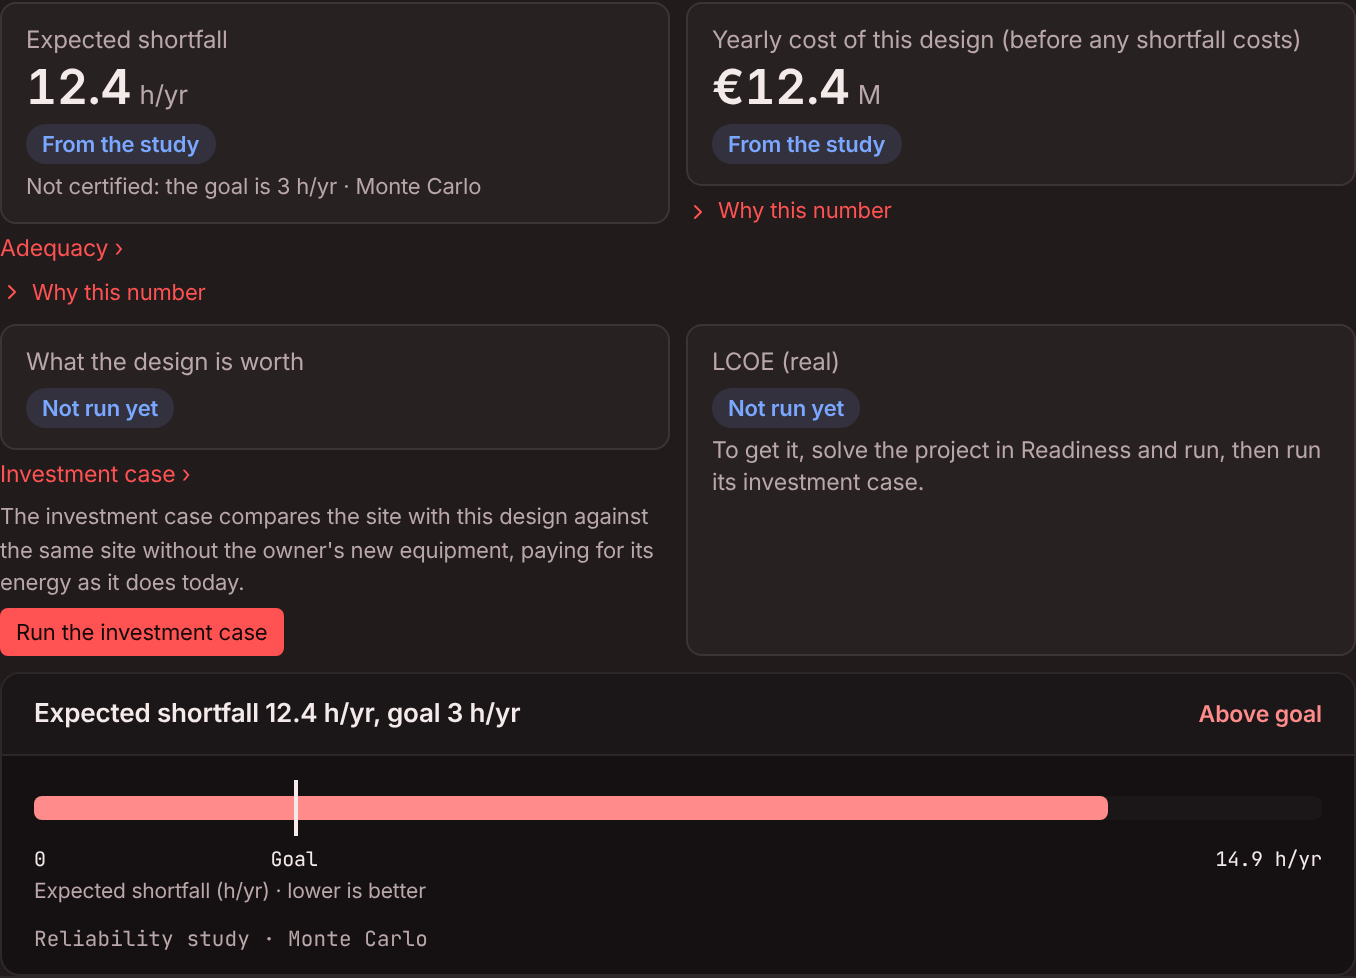 Expected shortfall
12.4 h/yr
From the study
Not certified: the goal is 3 h/yr · Monte Carlo
Adequacy ›
Why this number
Yearly cost of this design (before any shortfall costs)
€12.4 M
From the study
Why this number
What the design is worth
Not run yet
Investment case ›
The investment case compares the site with this design against
the same site without the owner's new equipment, paying for its
energy as it does today.
Run the investment case
LCOE (real)
Not run yet
To get it, solve the project in Readiness and run, then run
its investment case.
Expected shortfall 12.4 h/yr, goal 3 h/yr
Above goal
0 Goal 14.9 h/yr
Expected shortfall (h/yr) · lower is better
Reliability study · Monte Carlo